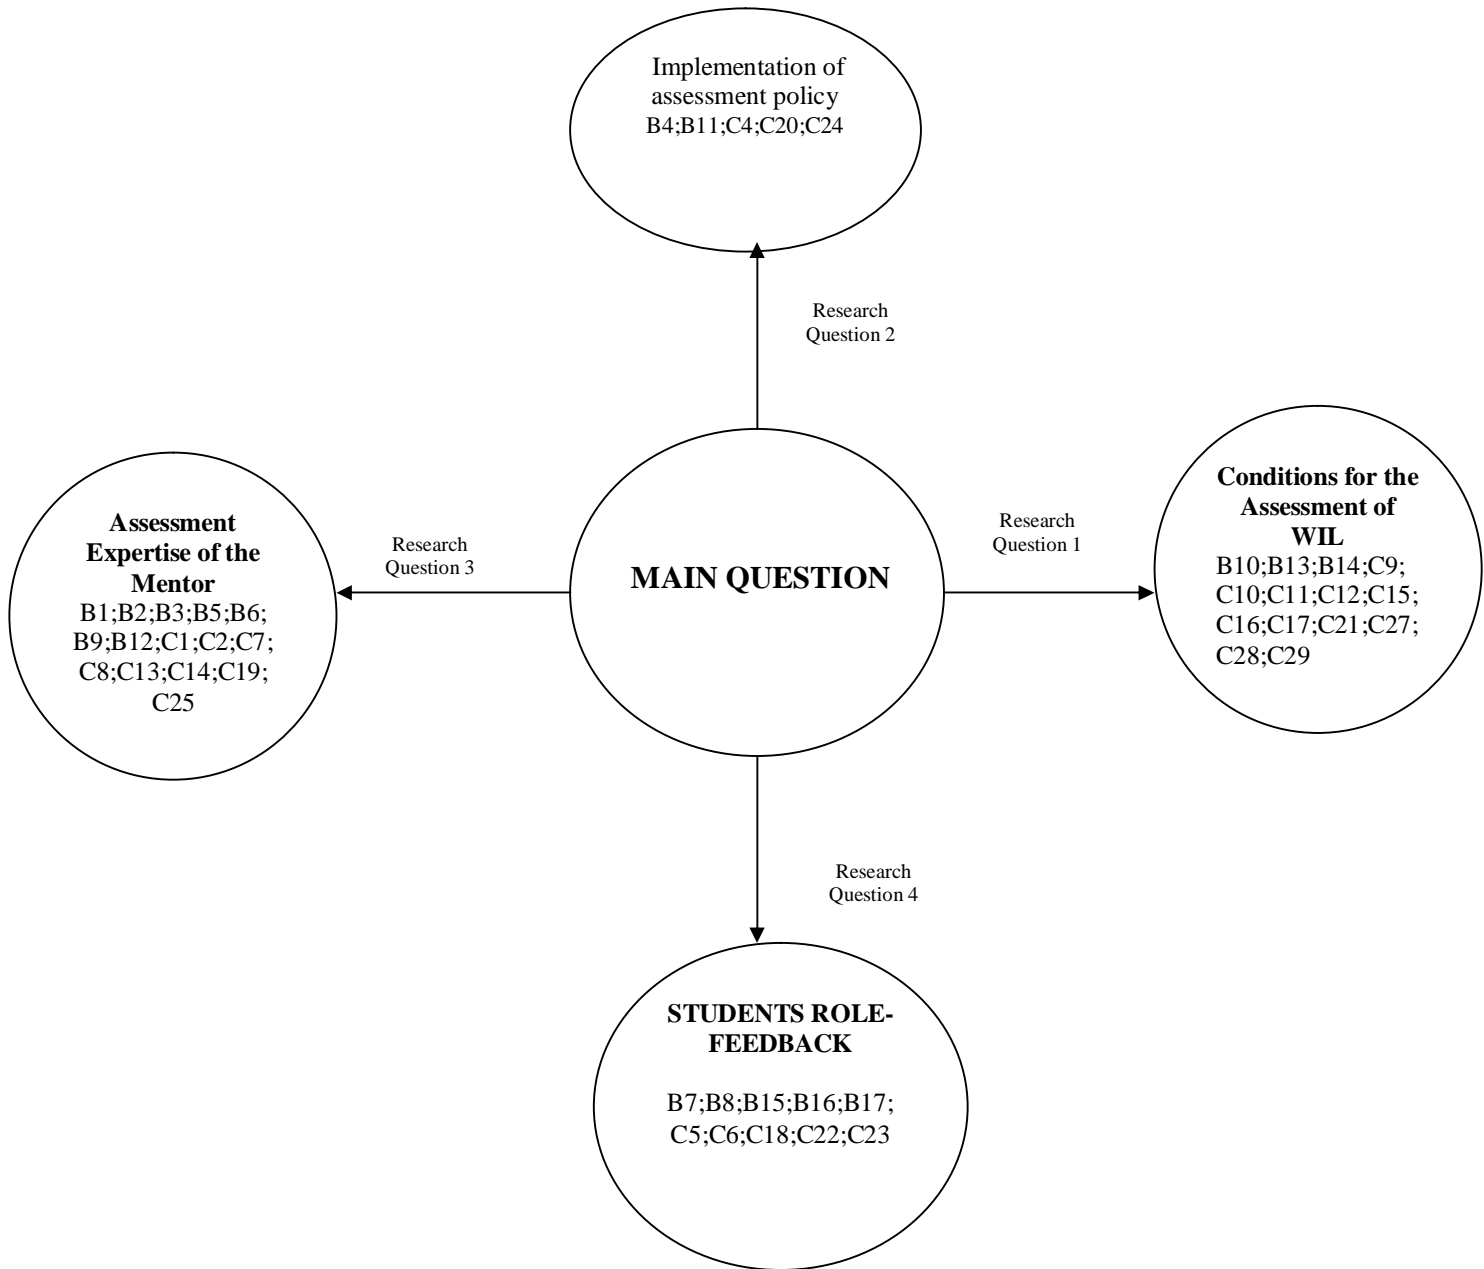 Implementation of
assessment policy
B4;B11;C4;C20;C24
Research
Question 2
Conditions for the
Assessment of
WIL
B10;B13;B14;C9;
C10;C11;C12;C15;
C16;C17;C21;C27;
C28;C29
Research
Question 1
MAIN QUESTION
Research
Question 3
Assessment
Expertise of the
Mentor
B1;B2;B3;B5;B6;
B9;B12;C1;C2;C7;
C8;C13;C14;C19;
C25
Research
Question 4
STUDENTS ROLE-
FEEDBACK
B7;B8;B15;B16;B17;
C5;C6;C18;C22;C23